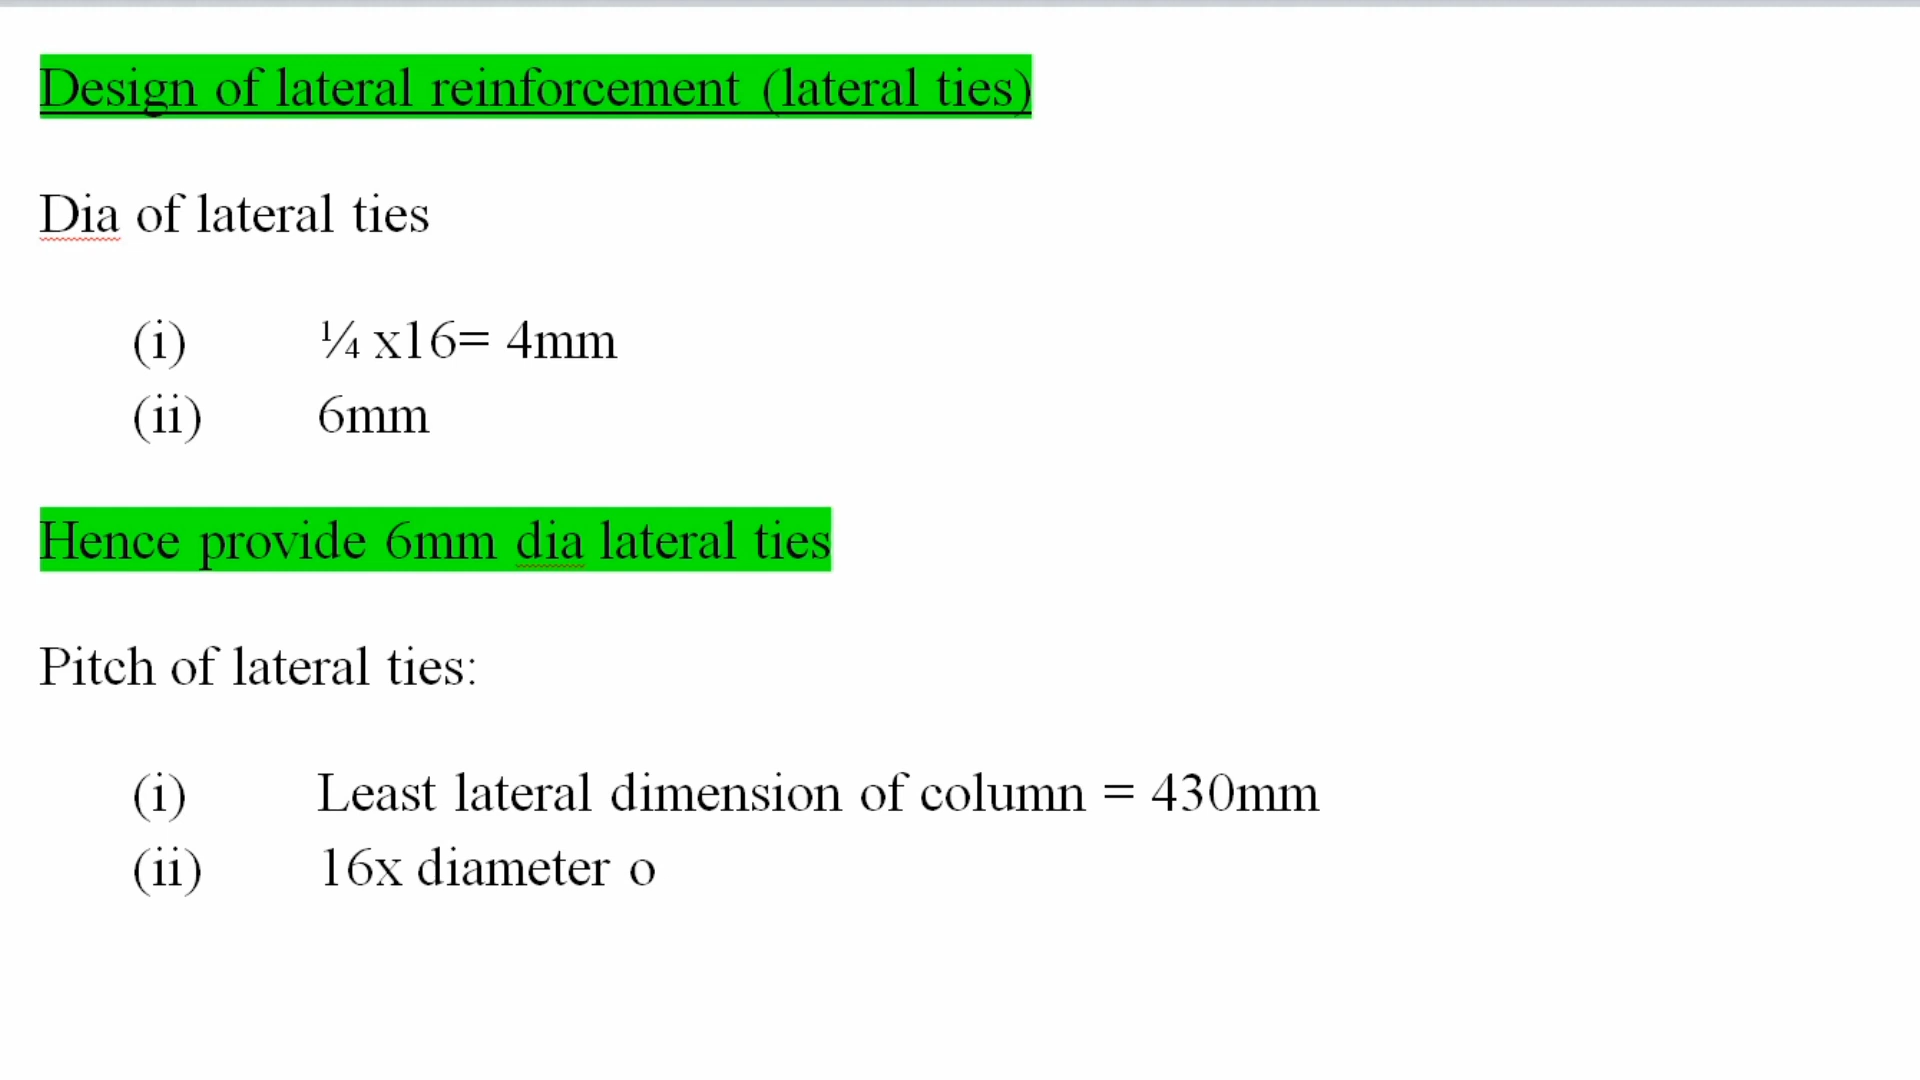 Design of lateral reinforcement (lateral ties)
Dia of lateral ties
(i) ¼ x16= 4mm
(ii) 6mm
Hence provide 6mm dia lateral ties
Pitch of lateral ties:
(i) Least lateral dimension of column = 430mm
(ii) 16x diameter o